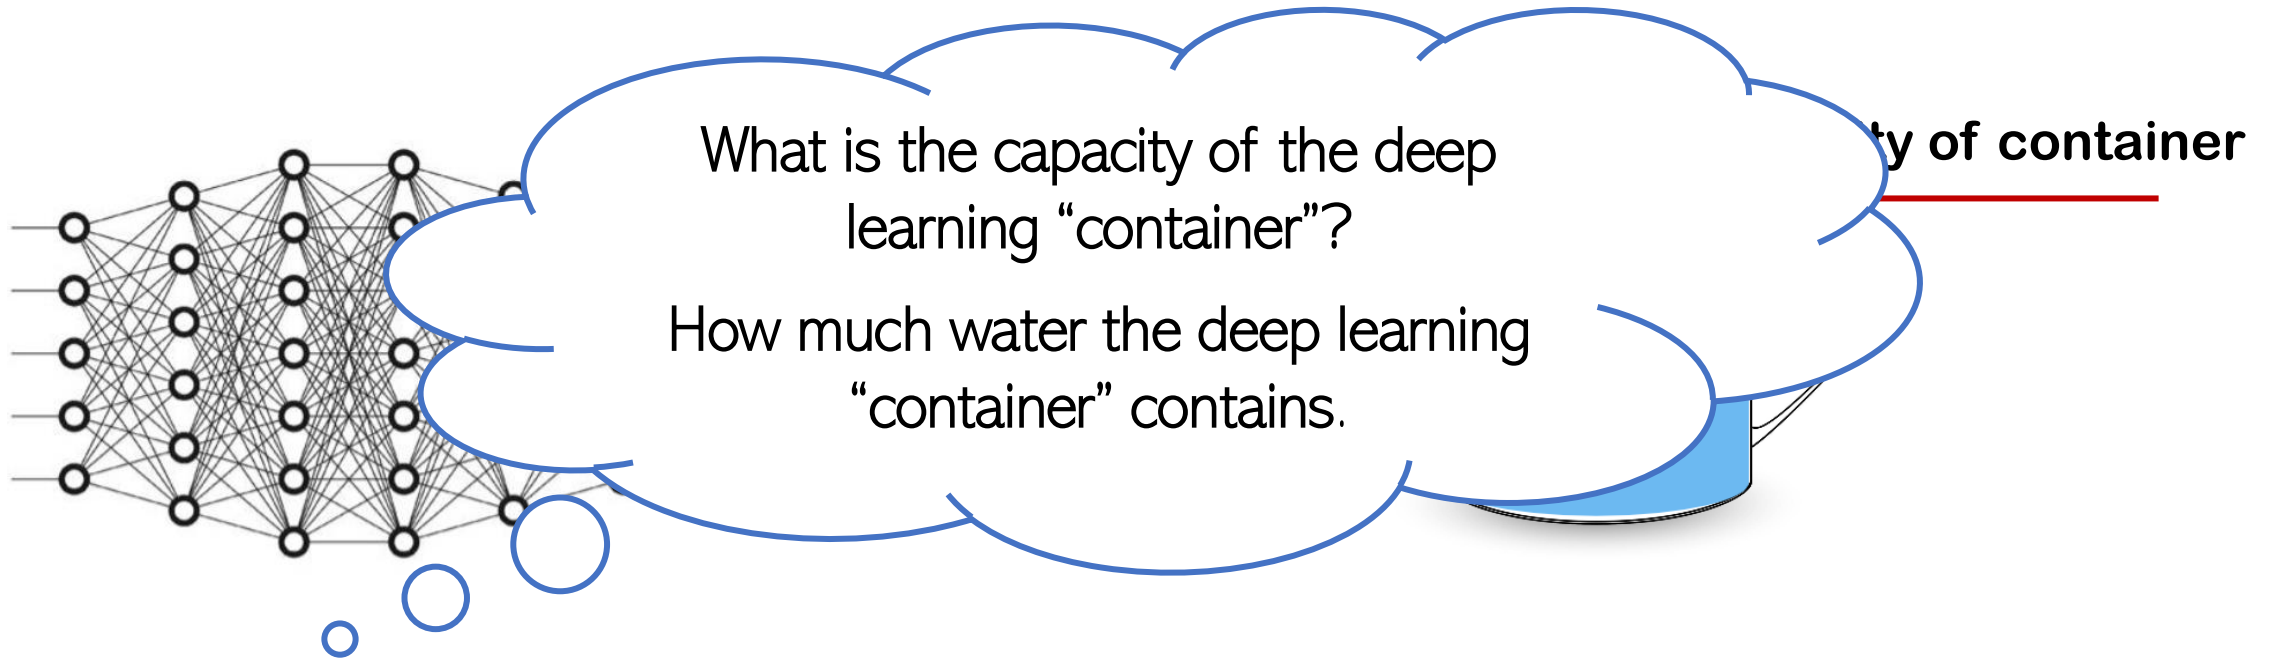 What is the capacity of the deep
learning “container”?
How much water the deep learning
“container” contains.
of container